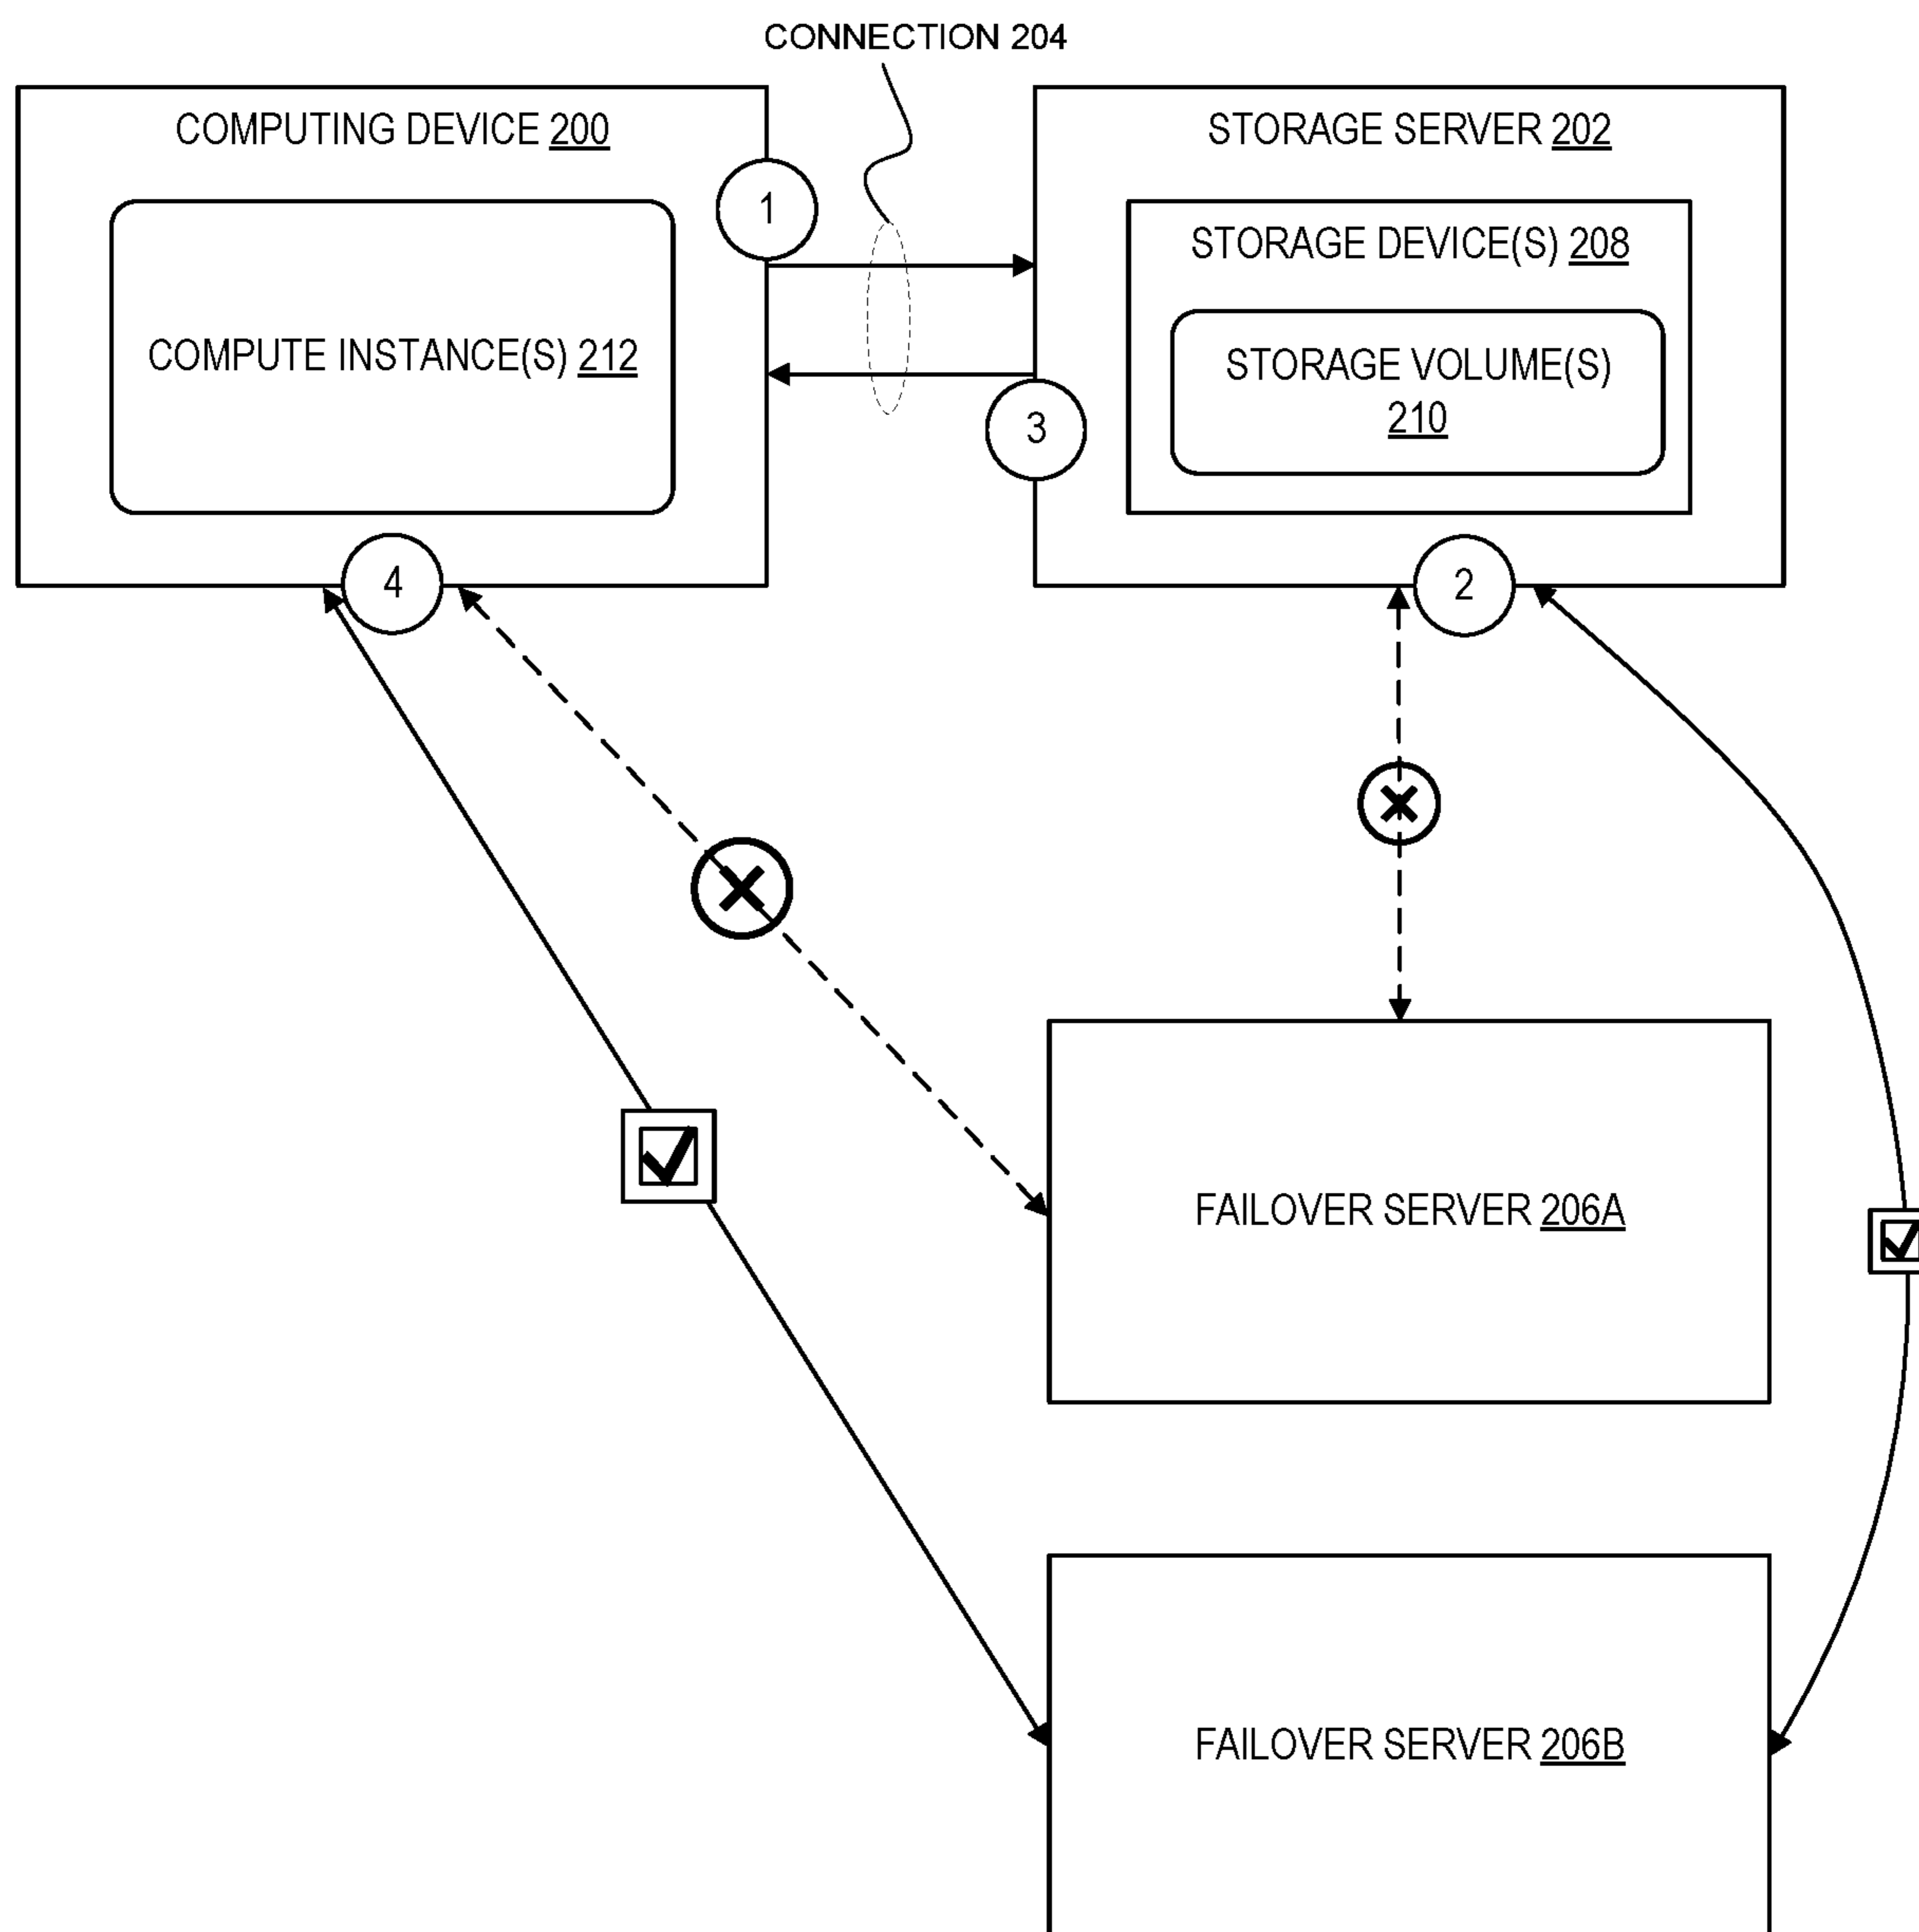 CONNECTION 204
COMPUTING DEVICE 200
STORAGE SERVER 202
1
STORAGE DEVICE(S) 208
COMPUTE INSTANCE(S) 212
STORAGE VOLUME(S)
210
3
4
2
FAILOVER SERVER 206A
FAILOVER SERVER 206B